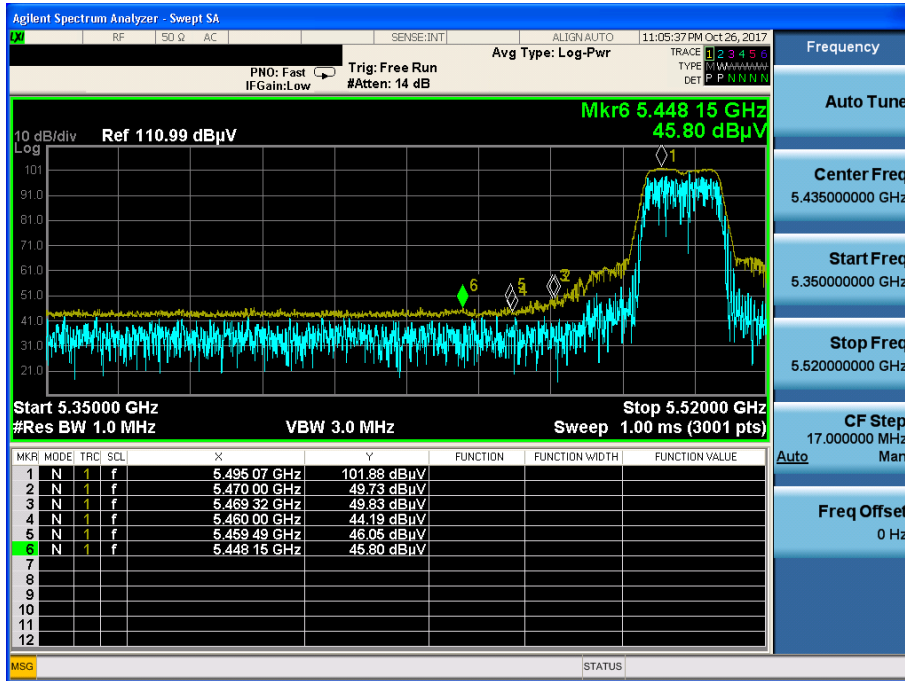 Agilent Spectrum Analyzer - Swept SA
LXI RF 50 Ω AC SENSE:INT ALIGNAUTO 11:05:37 PM Oct 26, 2017
Frequency
PNO: Fast Trig: Free Run Avg Type: Log-Pwr TRACE 1 2 3 4 5 6
IFGain:Low #Atten: 14 dB TYPE M W
DET P P N N N N
Auto Tune
Mkr6 5.448 15 GHz
10 dB/div Ref 110.99 dBµV 45.80 dBµV
Log
101
91.0
81.0
71.0
61.0
51.0
41.0
31.0
21.0
1
2
3
4
5
6
Center Freq
5.435000000 GHz
Start Freq
5.350000000 GHz
Stop Freq
5.520000000 GHz
Start 5.35000 GHz Stop 5.52000 GHz
#Res BW 1.0 MHz VBW 3.0 MHz Sweep 1.00 ms (3001 pts)
CF Step
17.000000 MHz
Auto Man
Freq Offset
0 Hz
MKR MODE TRC SCL X Y FUNCTION FUNCTION WIDTH FUNCTION VALUE
1 N 1 f 5.495 07 GHz 101.88 dBµV
2 N 1 f 5.470 00 GHz 49.73 dBµV
3 N 1 f 5.469 32 GHz 49.83 dBµV
4 N 1 f 5.460 00 GHz 44.19 dBµV
5 N 1 f 5.459 49 GHz 46.05 dBµV
6 N 1 f 5.448 15 GHz 45.80 dBµV
7
8
9
10
11
12
MSG STATUS